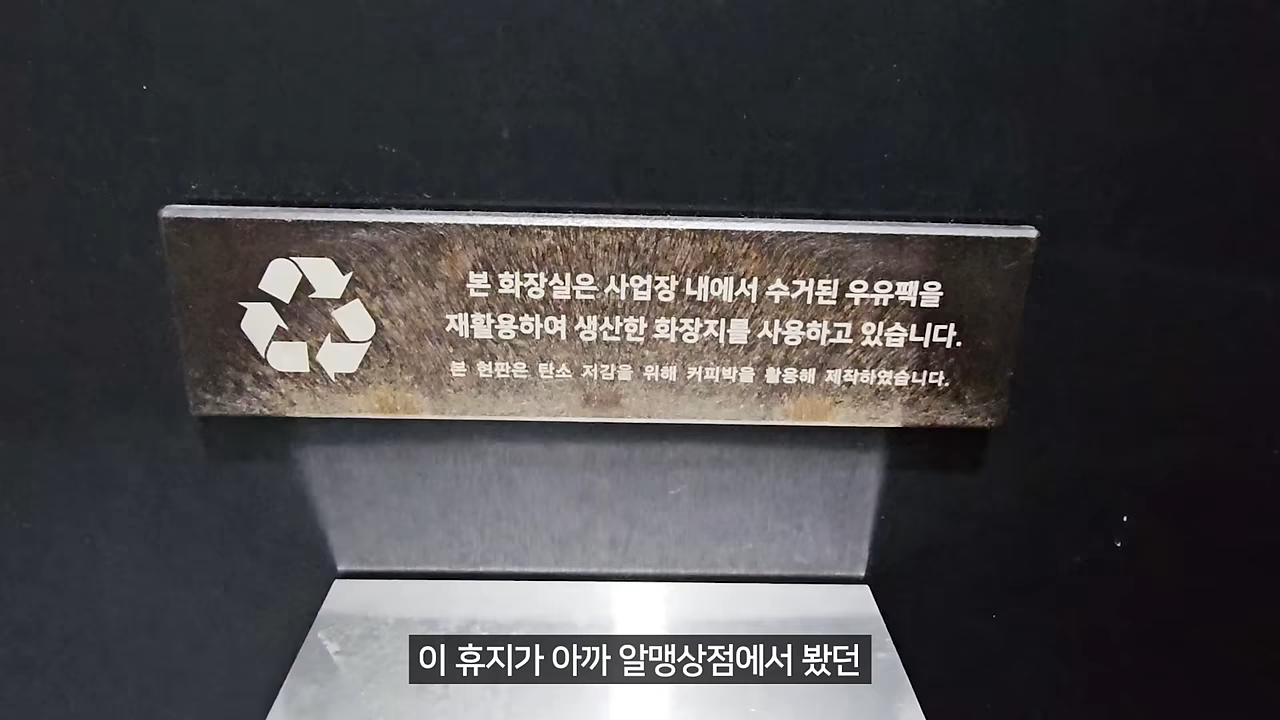 본 화장실은 사업장 내에서 수거된 우유팩을
재활용하여 생산한 화장지를 사용하고 있습니다.
본 현판은 탄소 저감을 위해 커피박을 활용해 제작하였습니다.
이 휴지가 아까 알맹상점에서 봤던